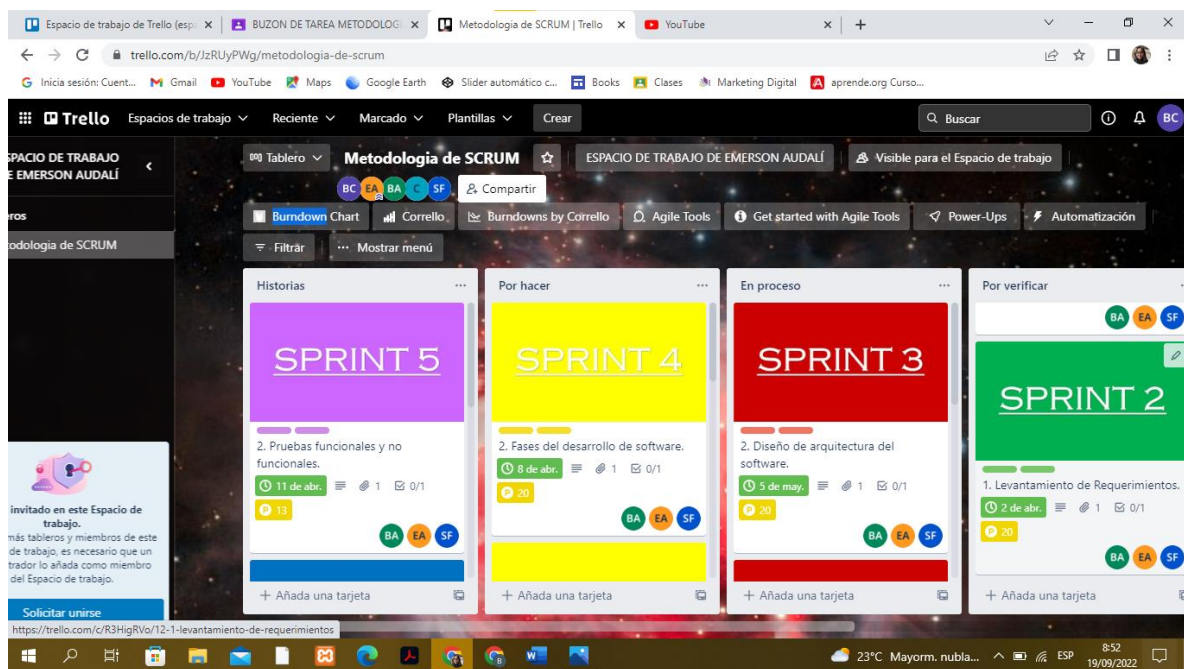 Espacio de trabajo de Trello (esp
BUZON DE TAREA METODOLOG
Metodologia de SCRUM | Trello
YouTube
trello.com/b/JzRUyPWg/metodologia-de-scrum
Inicia sesión: Cuent...
Gmail
YouTube
Maps
Google Earth
Slider automático c...
Books
Clases
Marketing Digital
aprende.org Curso...
Trello
Espacios de trabajo
Reciente
Marcado
Plantillas
Crear
Buscar
BC
SPACIO DE TRABAJO
E EMERSON AUDALÍ
Tablero
Metodologia de SCRUM
ESPACIO DE TRABAJO DE EMERSON AUDALÍ
Visible para el Espacio de trabajo
BC EA BA C SF
Compartir
eros
Burndown Chart
Corrello
Burndowns by Corrello
Agile Tools
Get started with Agile Tools
Power-Ups
Automatización
todologia de SCRUM
Filtrar
Mostrar menú
Historias
SPRINT 5
2. Pruebas funcionales y no
funcionales.
11 de abr. 1 0/1
P 13
BA EA SF
+ Añada una tarjeta
Por hacer
SPRINT 4
2. Fases del desarrollo de software.
8 de abr. 1 0/1
P 20
BA EA SF
+ Añada una tarjeta
En proceso
SPRINT 3
2. Diseño de arquitectura del
software.
5 de may. 1 0/1
P 20
BA EA SF
+ Añada una tarjeta
Por verificar
BA EA SF
SPRINT 2
1. Levantamiento de Requerimientos.
2 de abr. 1 0/1
P 20
BA EA SF
+ Añada una tarjeta
invitado en este Espacio de
trabajo.
más tableros y miembros de este
de trabajo, es necesario que un
trador lo añada como miembro
del Espacio de trabajo.
Solicitar unirse
https://trello.com/c/R3HigRVo/12-1-levantamiento-de-requerimientos
23°C Mayorm. nubla...
ESP
8:52
19/09/2022